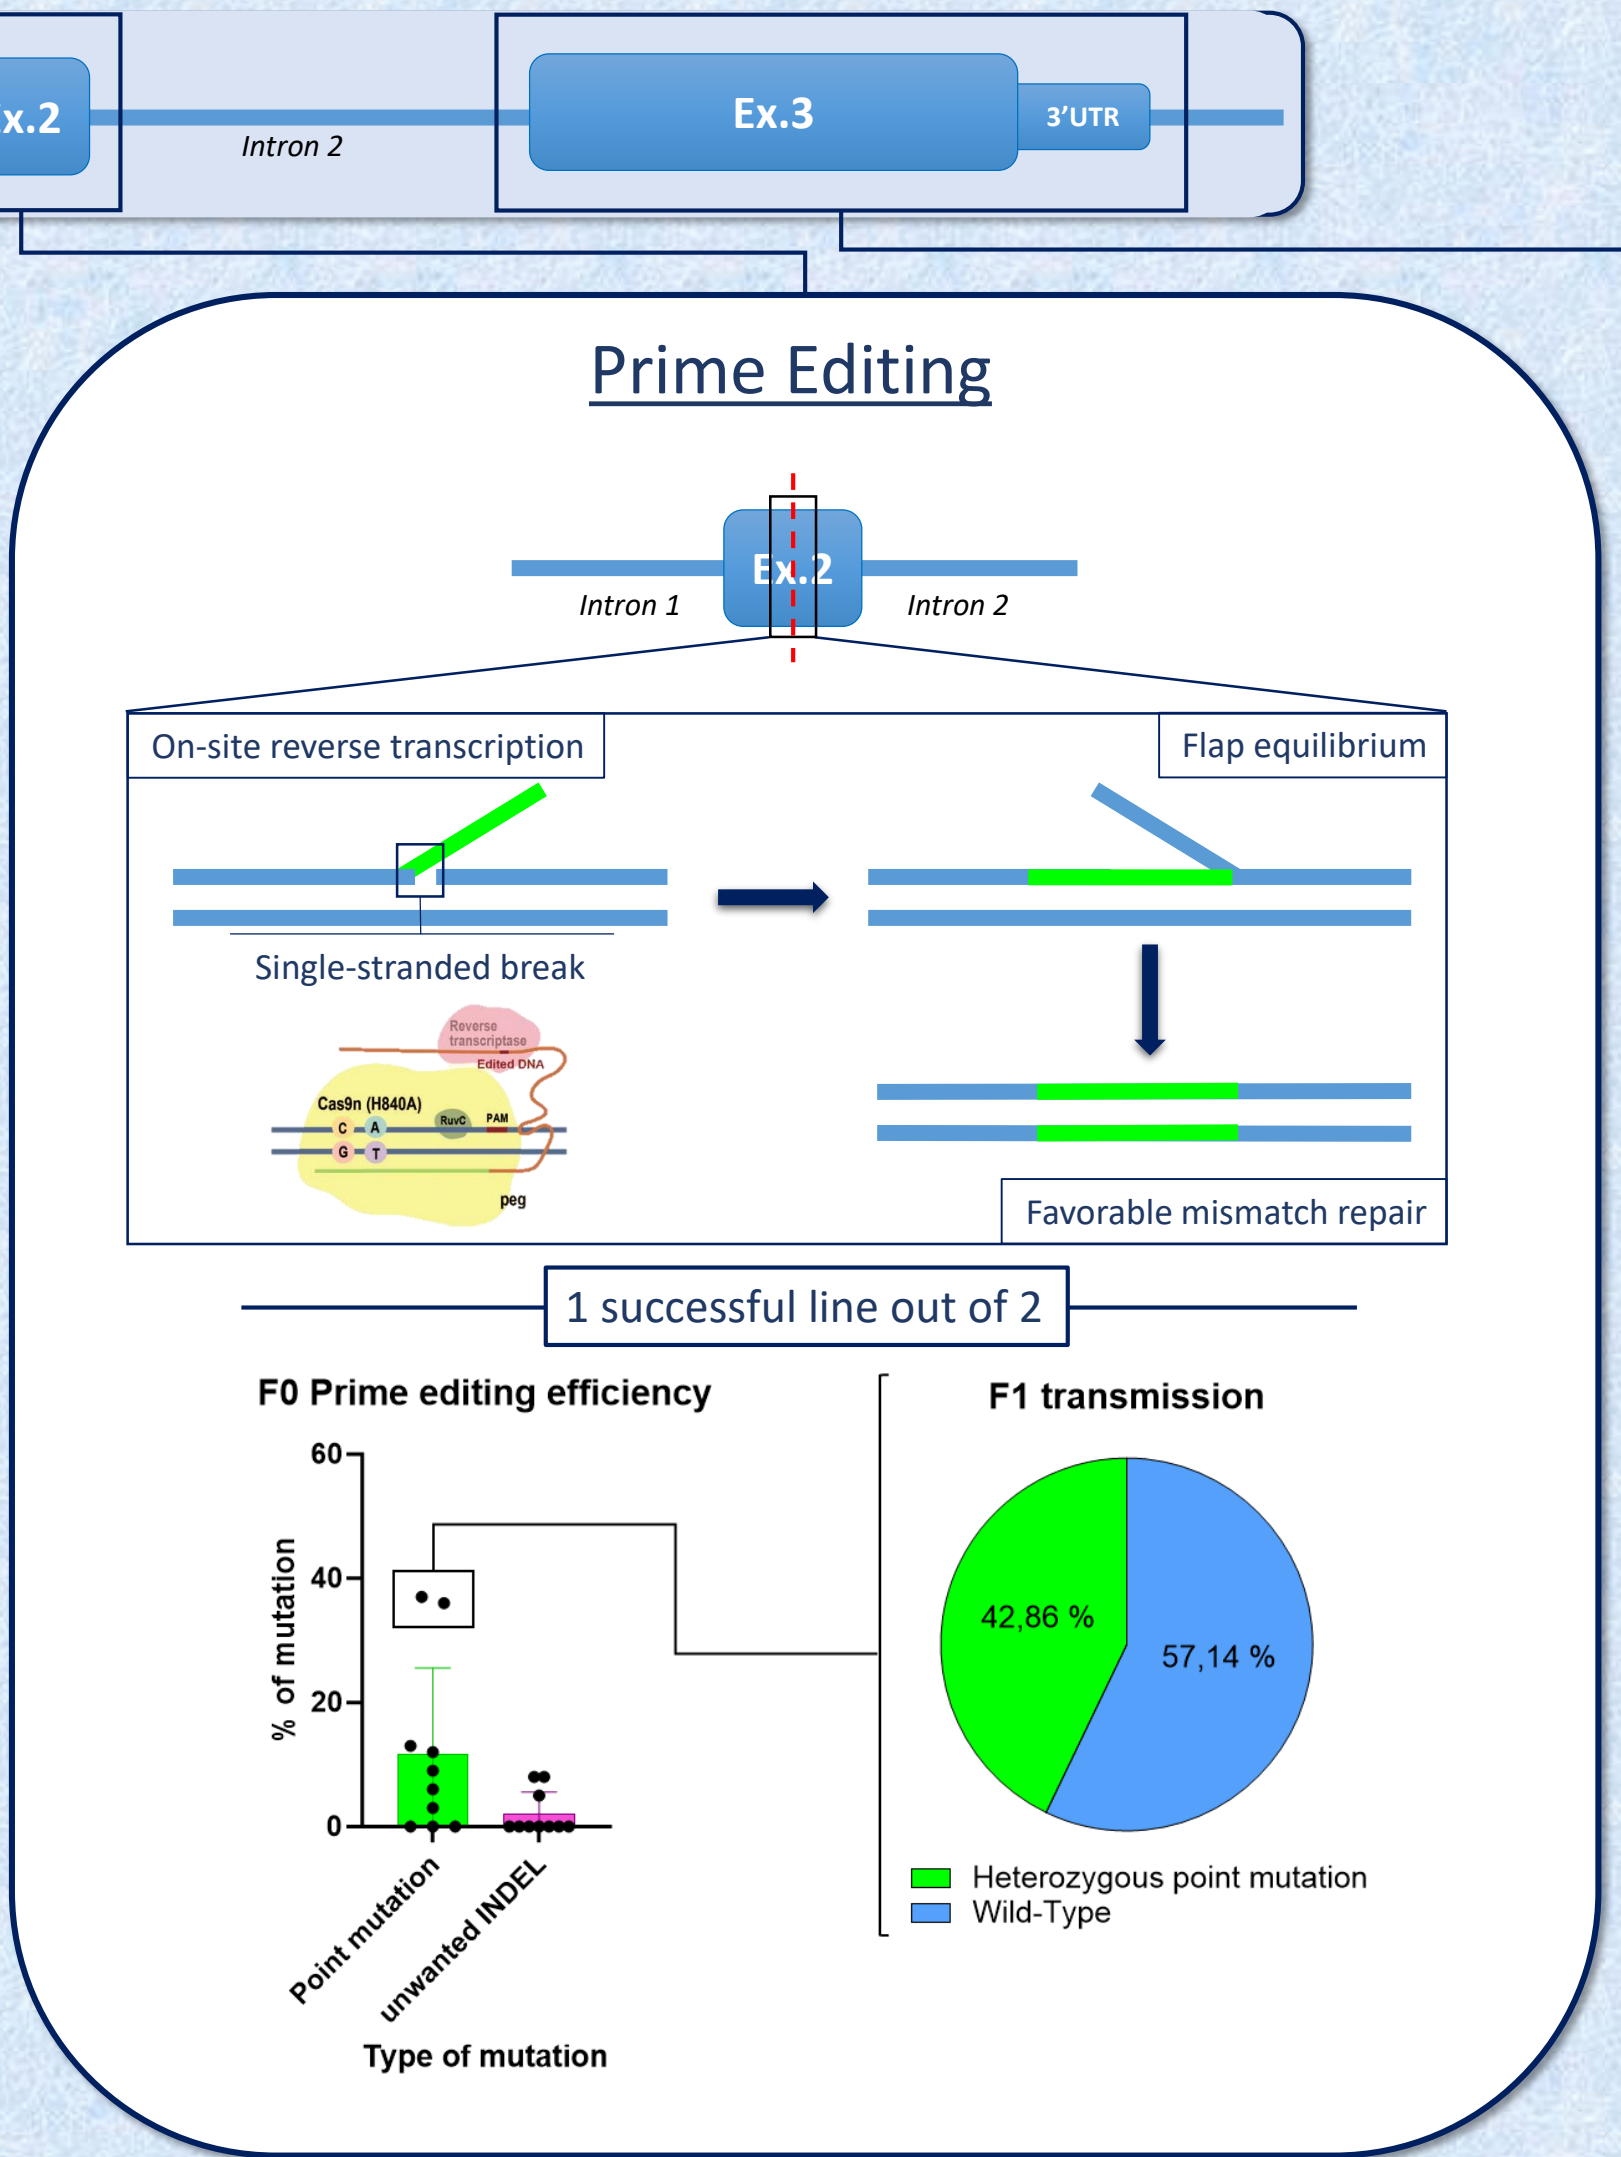 Ex.3
3'UTR
Intron 2
Prime Editing
Ex.2
Intron 1
Intron 2
On-site reverse transcription
Flap equilibrium
Single-stranded break
Reverse
transcriptase
Edited DNA
Cas9n (H840A)
C A
RuvC
PAM
G T
peg
Favorable mismatch repair
1 successful line out of 2
F0 Prime editing efficiency
60
40
20
0
% of mutation
Point mutation
unwanted INDEL
Type of mutation
F1 transmission
42,86 %
57,14 %
Heterozygous point mutation
Wild-Type